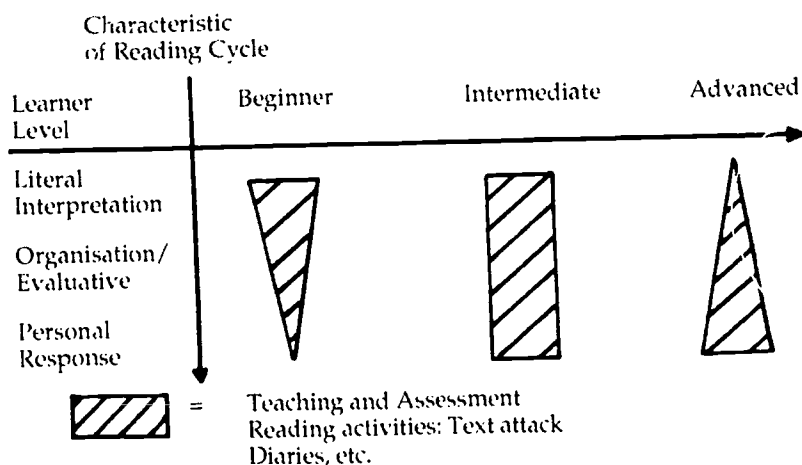 Characteristic
of Reading Cycle
Learner
Level
Beginner
Intermediate
Advanced
Literal
Interpretation
Organisation/
Evaluative
Personal
Response
= Teaching and Assessment
Reading activities: Text attack
Diaries, etc.